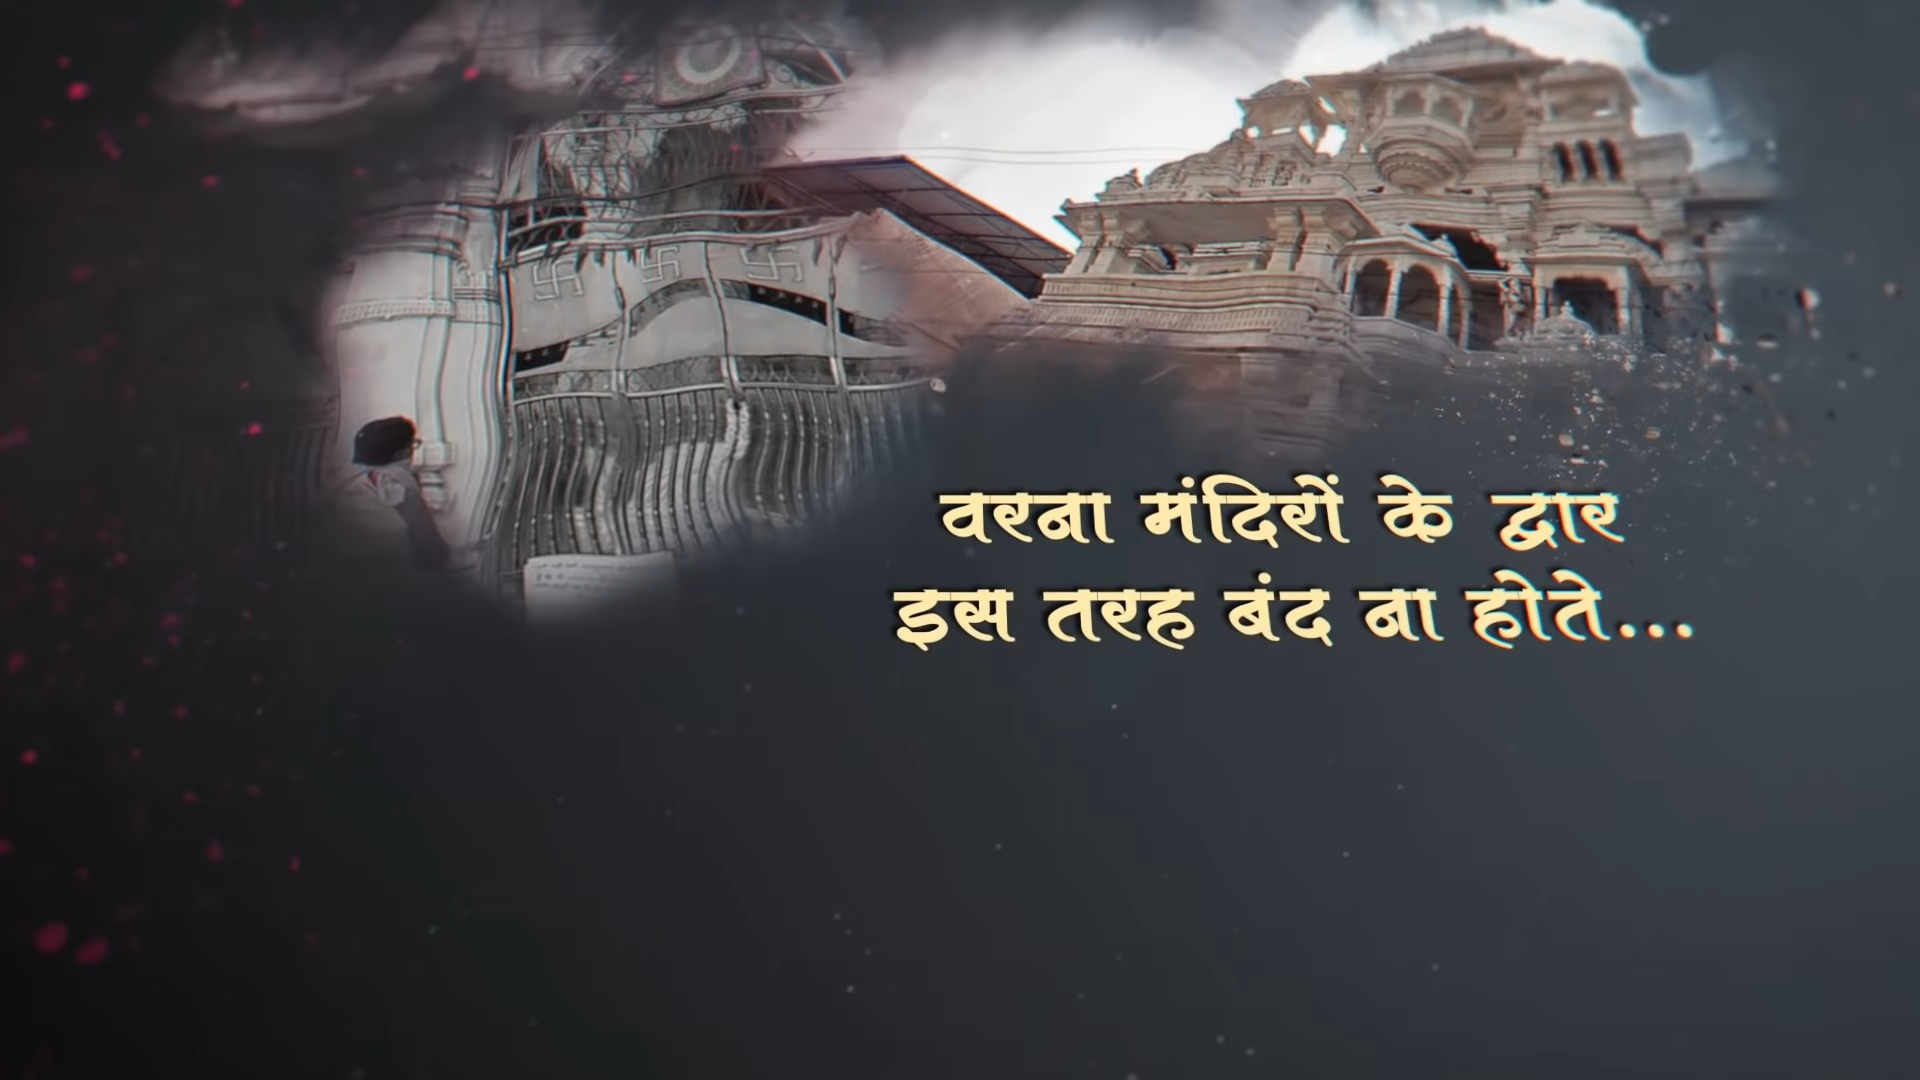 वरना मंदिरों के द्वार
इस तरह बंद ना होते...